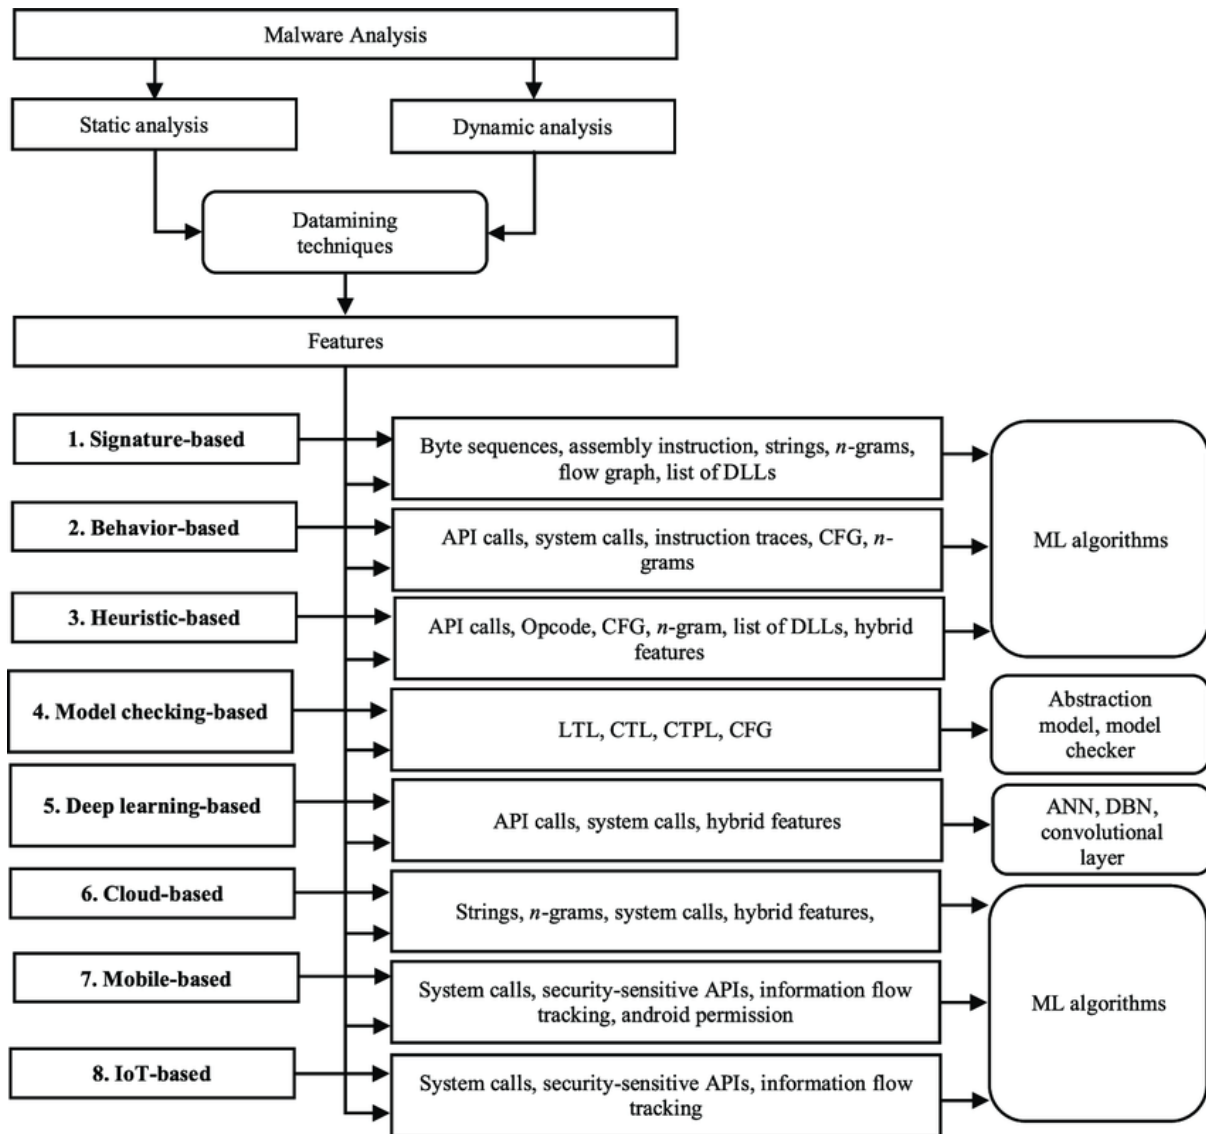 Malware Analysis
Static analysis
Dynamic analysis
Datamining
techniques
Features
1. Signature-based
Byte sequences, assembly instruction, strings, n-grams,
flow graph, list of DLLs
2. Behavior-based
API calls, system calls, instruction traces, CFG, n-
grams
ML algorithms
3. Heuristic-based
API calls, Opcode, CFG, n-gram, list of DLLs, hybrid
features
4. Model checking-based
LTL, CTL, CTPL, CFG
Abstraction
model, model
checker
5. Deep learning-based
API calls, system calls, hybrid features
ANN, DBN,
convolutional
layer
6. Cloud-based
Strings, n-grams, system calls, hybrid features,
7. Mobile-based
System calls, security-sensitive APIs, information flow
tracking, android permission
ML algorithms
8. IoT-based
System calls, security-sensitive APIs, information flow
tracking